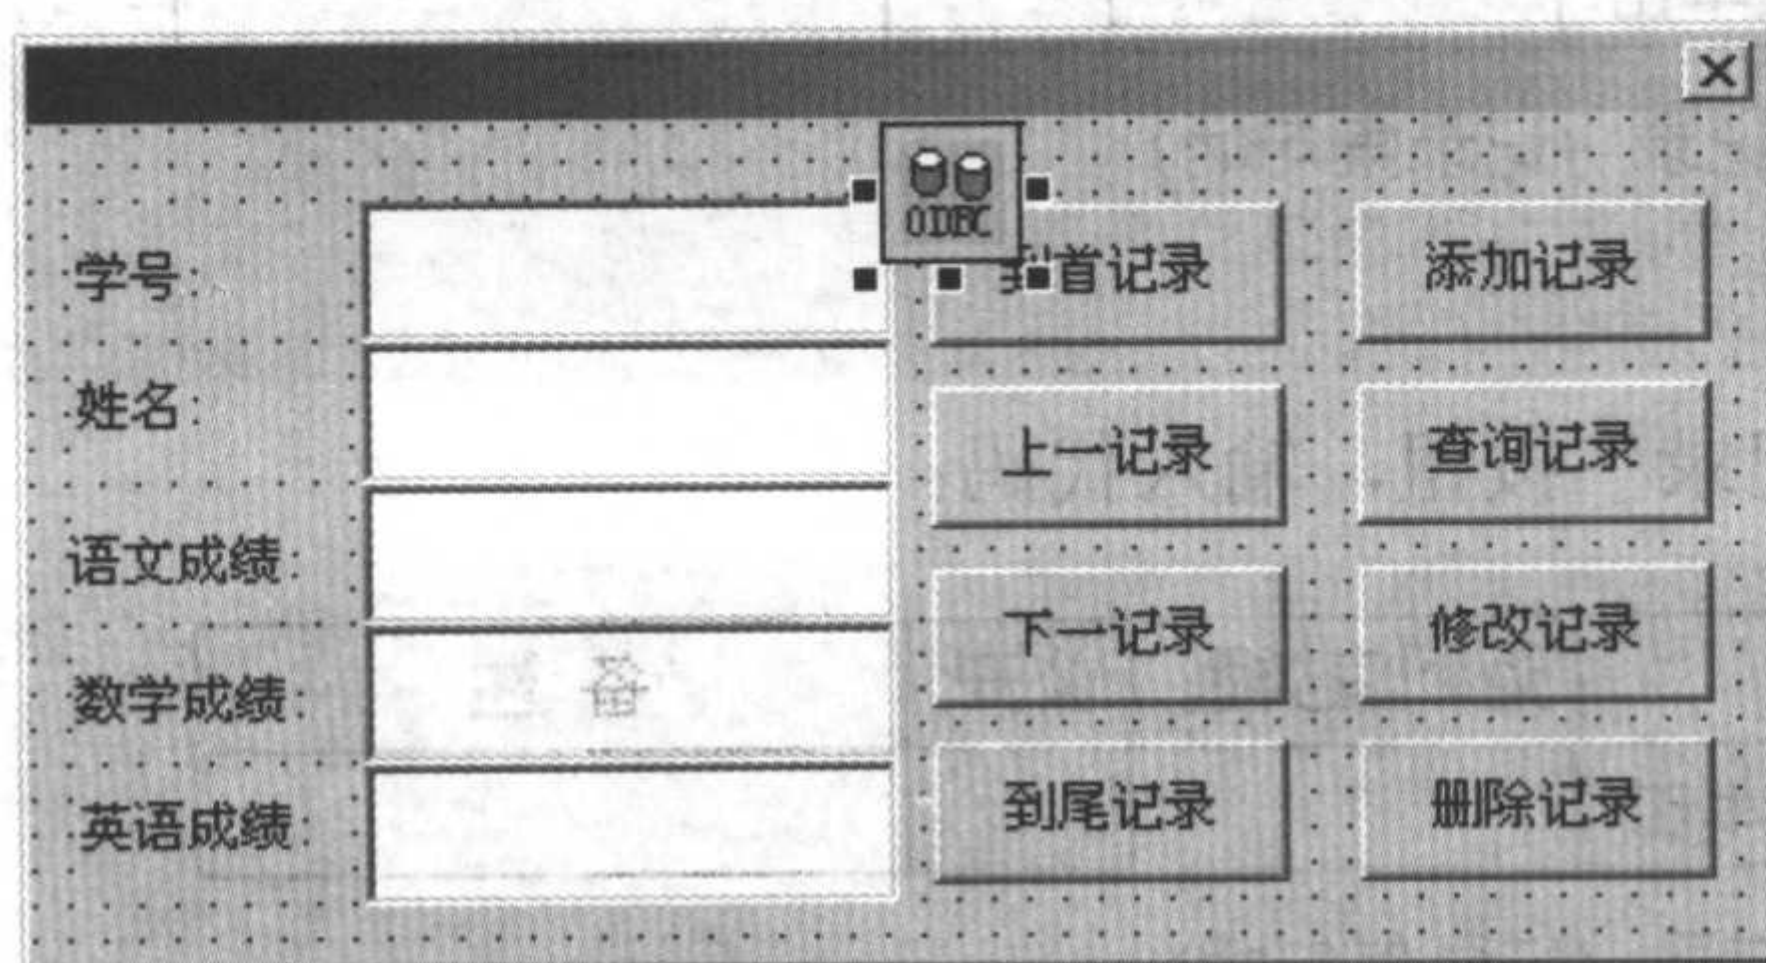 ODBC
学号:
到首记录
添加记录
姓名:
上一记录
查询记录
语文成绩:
下一记录
修改记录
数学成绩:
到尾记录
删除记录
英语成绩: